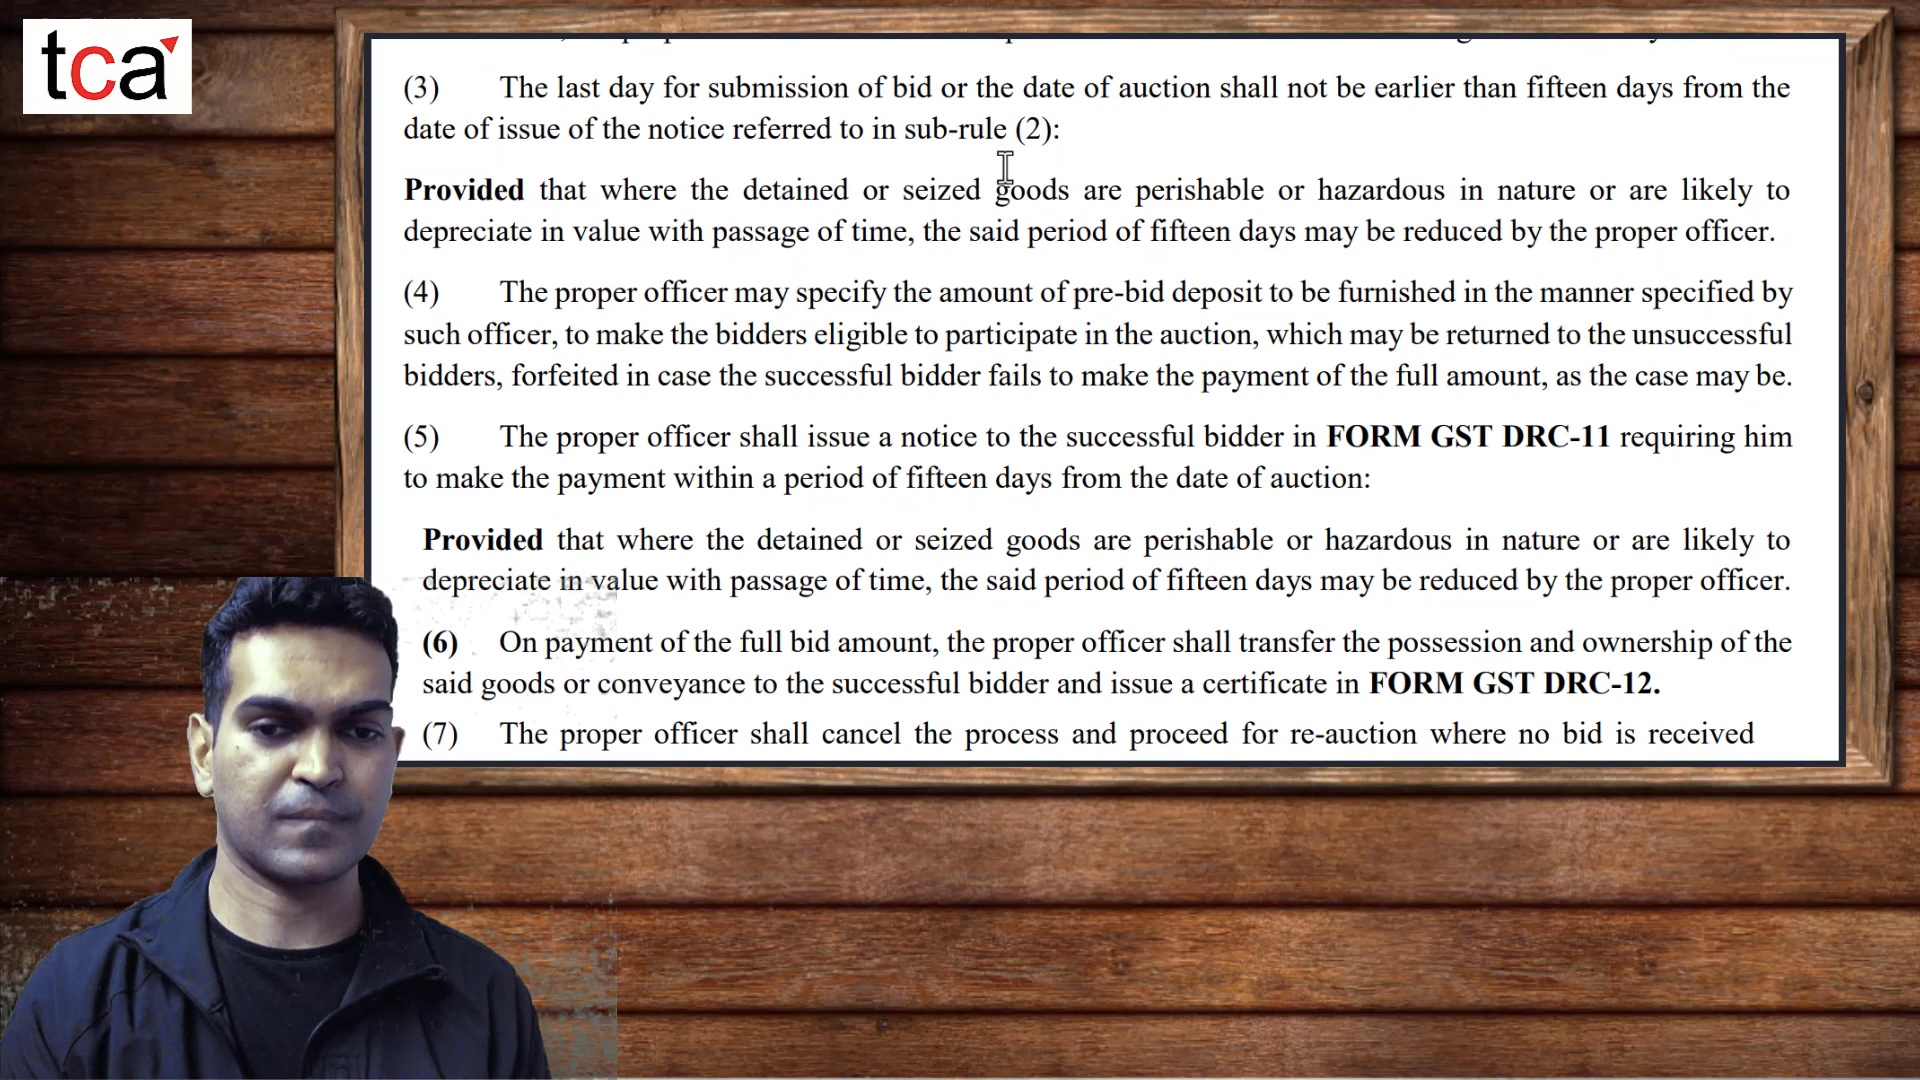 tca
(3) The last day for submission of bid or the date of auction shall not be earlier than fifteen days from the
date of issue of the notice referred to in sub-rule (2):
Provided that where the detained or seized goods are perishable or hazardous in nature or are likely to
depreciate in value with passage of time, the said period of fifteen days may be reduced by the proper officer.
(4) The proper officer may specify the amount of pre-bid deposit to be furnished in the manner specified by
such officer, to make the bidders eligible to participate in the auction, which may be returned to the unsuccessful
bidders, forfeited in case the successful bidder fails to make the payment of the full amount, as the case may be.
(5) The proper officer shall issue a notice to the successful bidder in FORM GST DRC-11 requiring him
to make the payment within a period of fifteen days from the date of auction:
Provided that where the detained or seized goods are perishable or hazardous in nature or are likely to
depreciate in value with passage of time, the said period of fifteen days may be reduced by the proper officer.
(6) On payment of the full bid amount, the proper officer shall transfer the possession and ownership of the
said goods or conveyance to the successful bidder and issue a certificate in FORM GST DRC-12.
(7) The proper officer shall cancel the process and proceed for re-auction where no bid is received